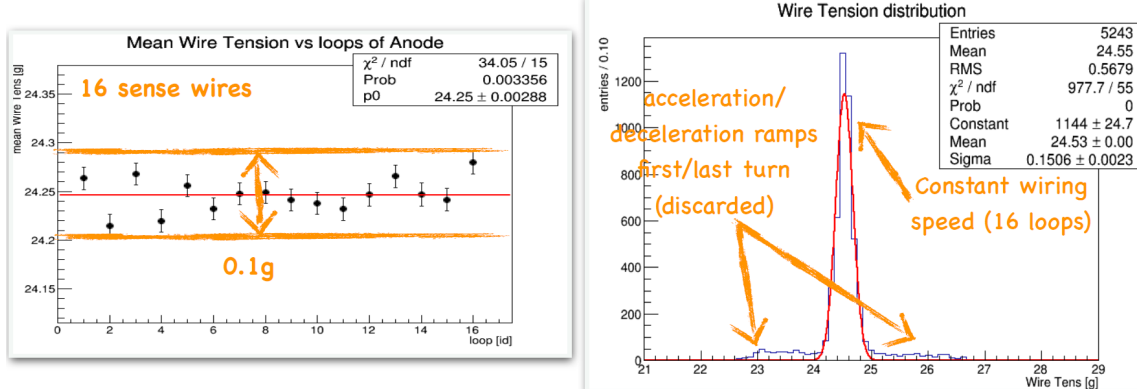 Mean Wire Tension vs loops of Anode
χ² / ndf 34.05 / 15
Prob 0.003356
p0 24.25 ± 0.00288
16 sense wires
mean Wire Tens [g]
24.35
24.3
24.25
24.2
24.15
0.1g
0 2 4 6 8 10 12 14 16
loop [id]
Wire Tension distribution
Entries 5243
Mean 24.55
RMS 0.5679
χ² / ndf 977.7 / 55
Prob 0
Constant 1144 ± 24.7
Mean 24.53 ± 0.00
Sigma 0.1506 ± 0.0023
entries / 0.10
1200
1000
800
600
400
200
0
acceleration/
deceleration ramps
first/last turn
(discarded)
Constant wiring
speed (16 loops)
21 22 23 24 25 26 27 28 29
Wire Tens [g]